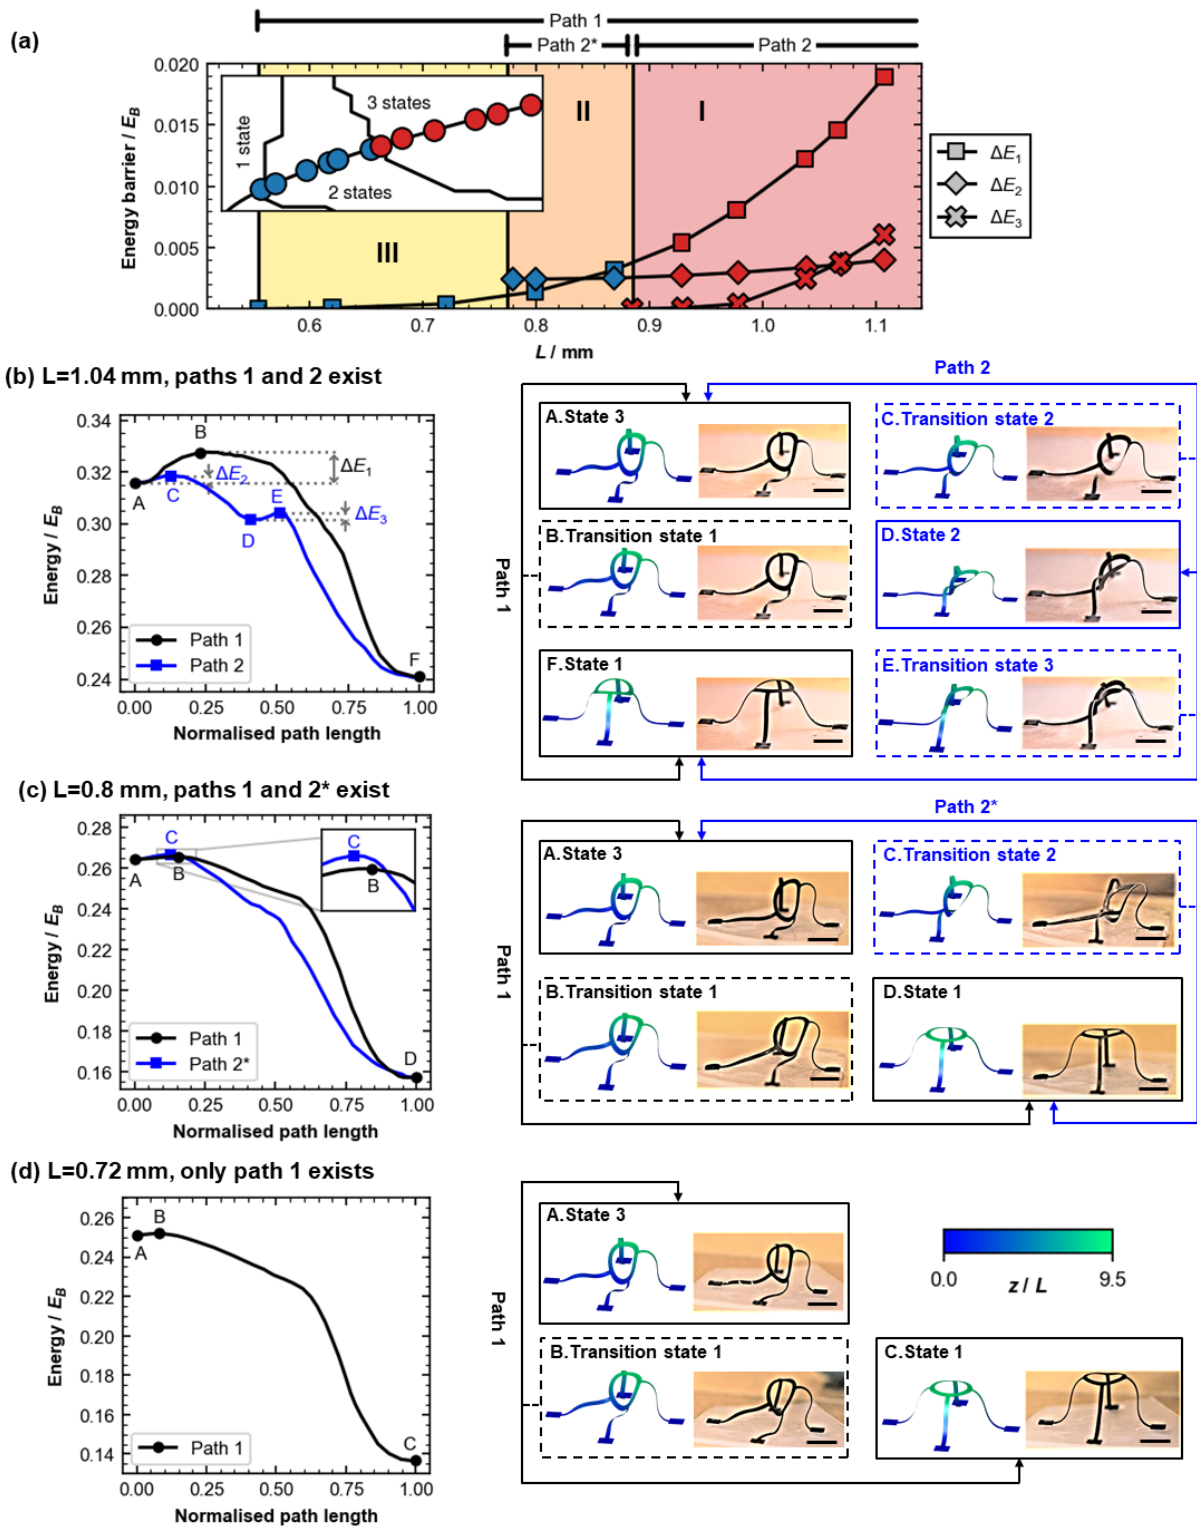 Path 1
(a)
Path 2*
Path 2
0.020
0.015
0.010
0.005
0.000
Energy barrier / E_B
1 state
3 states
2 states
III
II
I
ΔE₁
ΔE₂
ΔE₃
0.6
0.7
0.8
0.9
1.0
1.1
L / mm
(b) L=1.04 mm, paths 1 and 2 exist
0.34
0.32
0.30
0.28
0.26
0.24
Energy / E_B
A
B
C
D
E
F
ΔE₁
ΔE₂
ΔE₃
Path 1
Path 2
0.00
0.25
0.50
0.75
1.00
Normalised path length
Path 2
Path 1
A.State 3
C.Transition state 2
B.Transition state 1
D.State 2
F.State 1
E.Transition state 3
(c) L=0.8 mm, paths 1 and 2* exist
0.28
0.26
0.24
0.22
0.20
0.18
0.16
Energy / E_B
C
A
B
C
B
D
Path 1
Path 2*
0.00
0.25
0.50
0.75
1.00
Normalised path length
Path 2*
Path 1
A.State 3
C.Transition state 2
B.Transition state 1
D.State 1
(d) L=0.72 mm, only path 1 exists
0.26
0.24
0.22
0.20
0.18
0.16
0.14
Energy / E_B
B
A
C
Path 1
0.00
0.25
0.50
0.75
1.00
Normalised path length
Path 1
A.State 3
B.Transition state 1
C.State 1
0.0
9.5
z / L